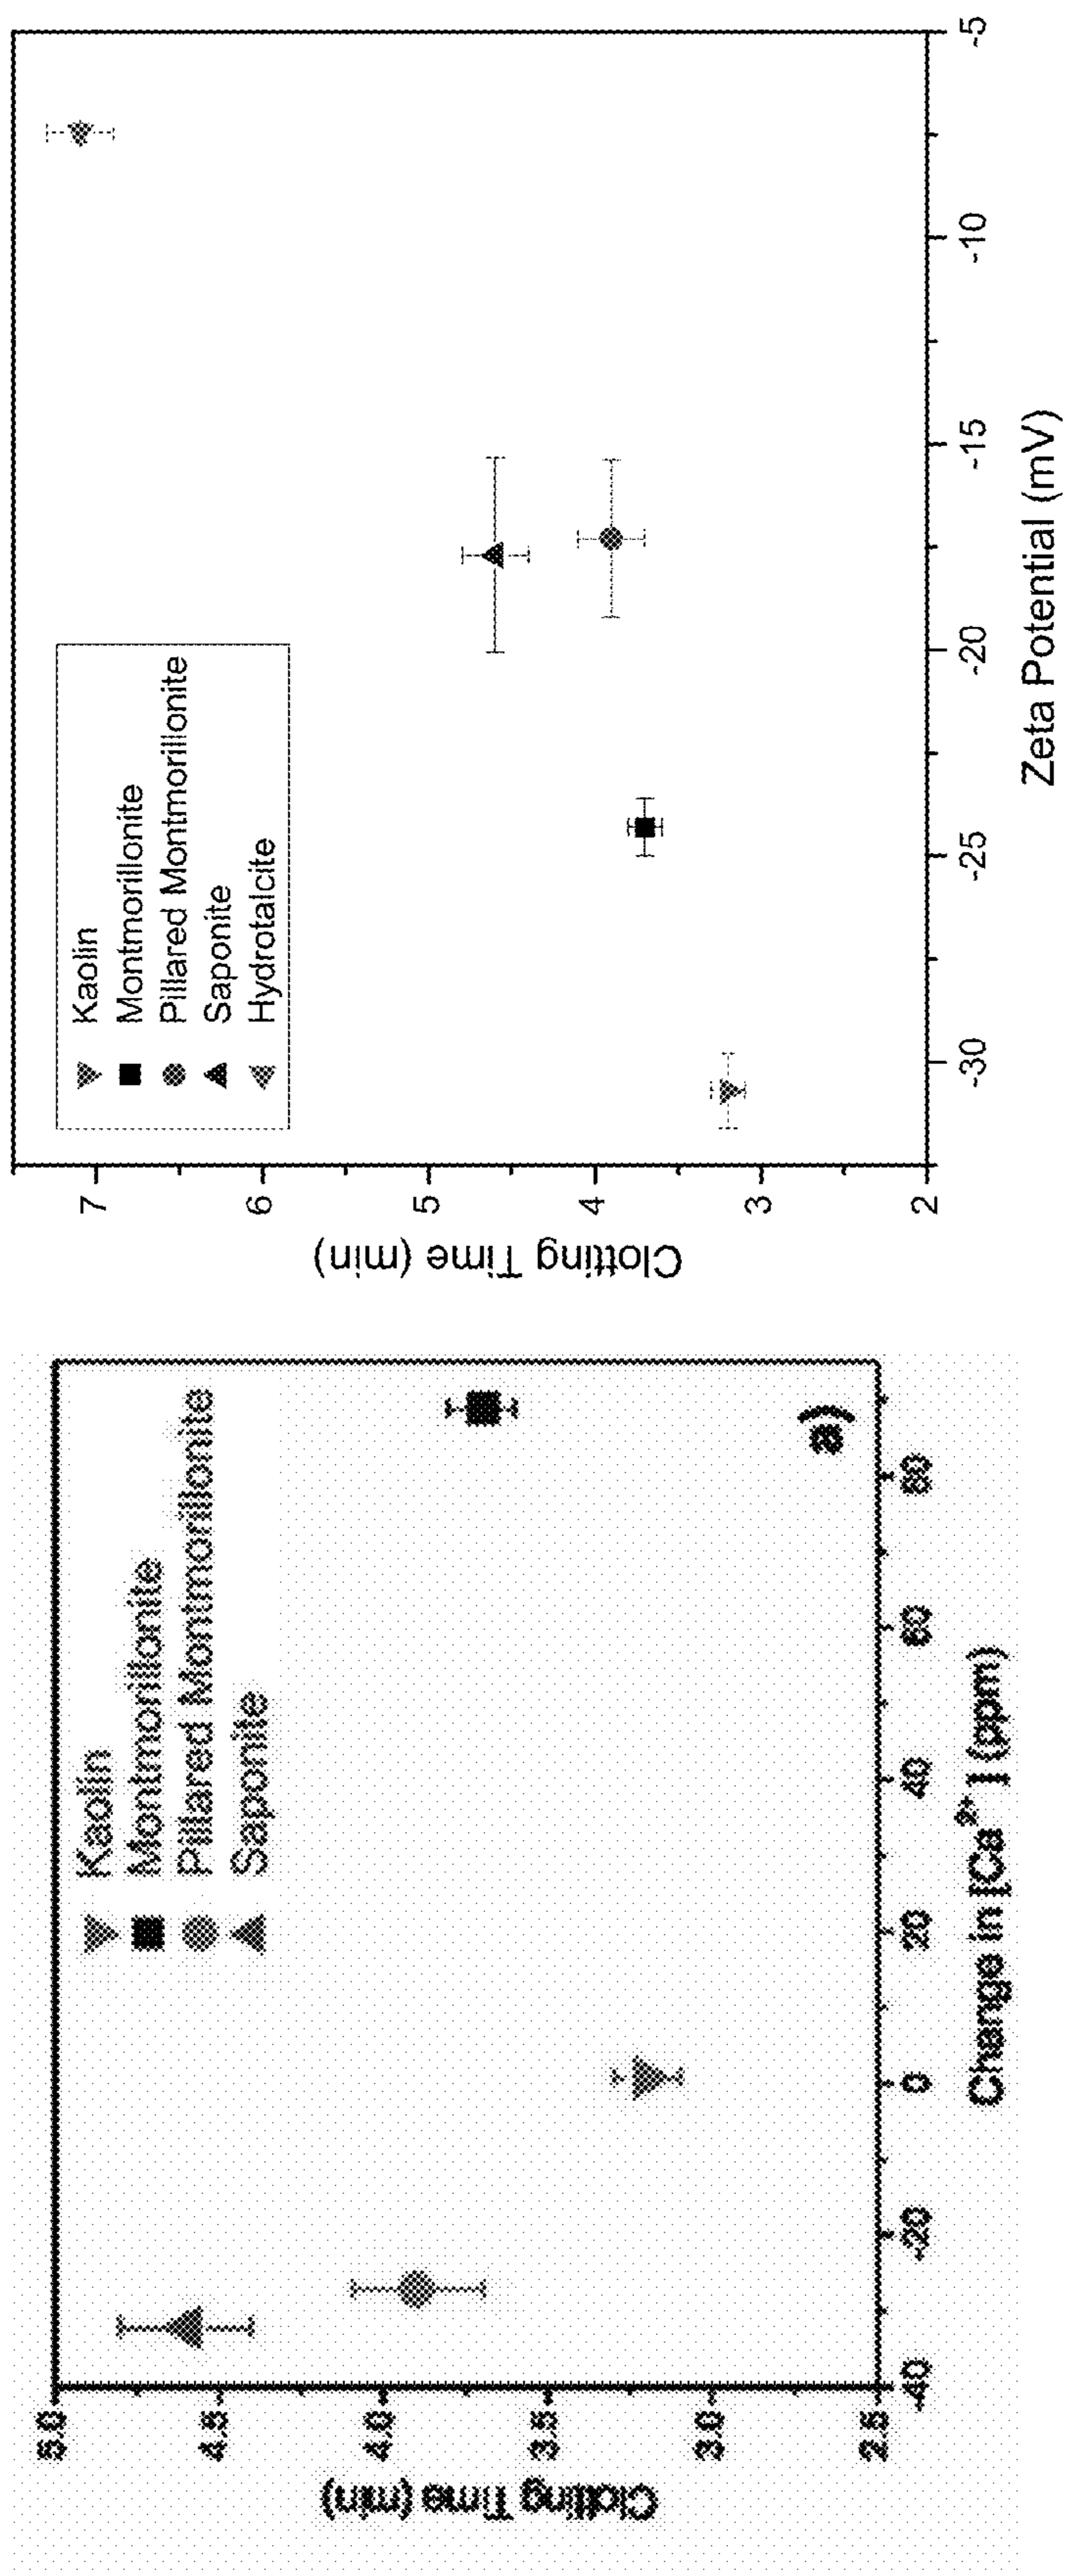 5.0
4.5
4.0
3.5
3.0
2.5
Clotting Time (min)
Kaolin
Montmorillonite
Pillared Montmorillonite
Saponite
a)
-40
-20
0
20
40
60
80
Change in [Ca2+] (ppm)
7
6
5
4
3
2
Clotting Time (min)
Kaolin
Montmorillonite
Pillared Montmorillonite
Saponite
Hydrotalcite
-30
-25
-20
-15
-10
-5
Zeta Potential (mV)